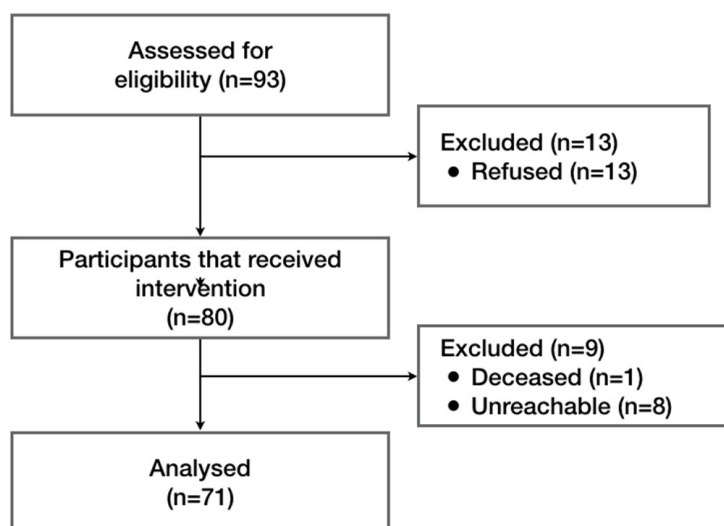 Assessed for
eligibility (n=93)
Excluded (n=13)
• Refused (n=13)
Participants that received
intervention
(n=80)
Excluded (n=9)
• Deceased (n=1)
• Unreachable (n=8)
Analysed
(n=71)